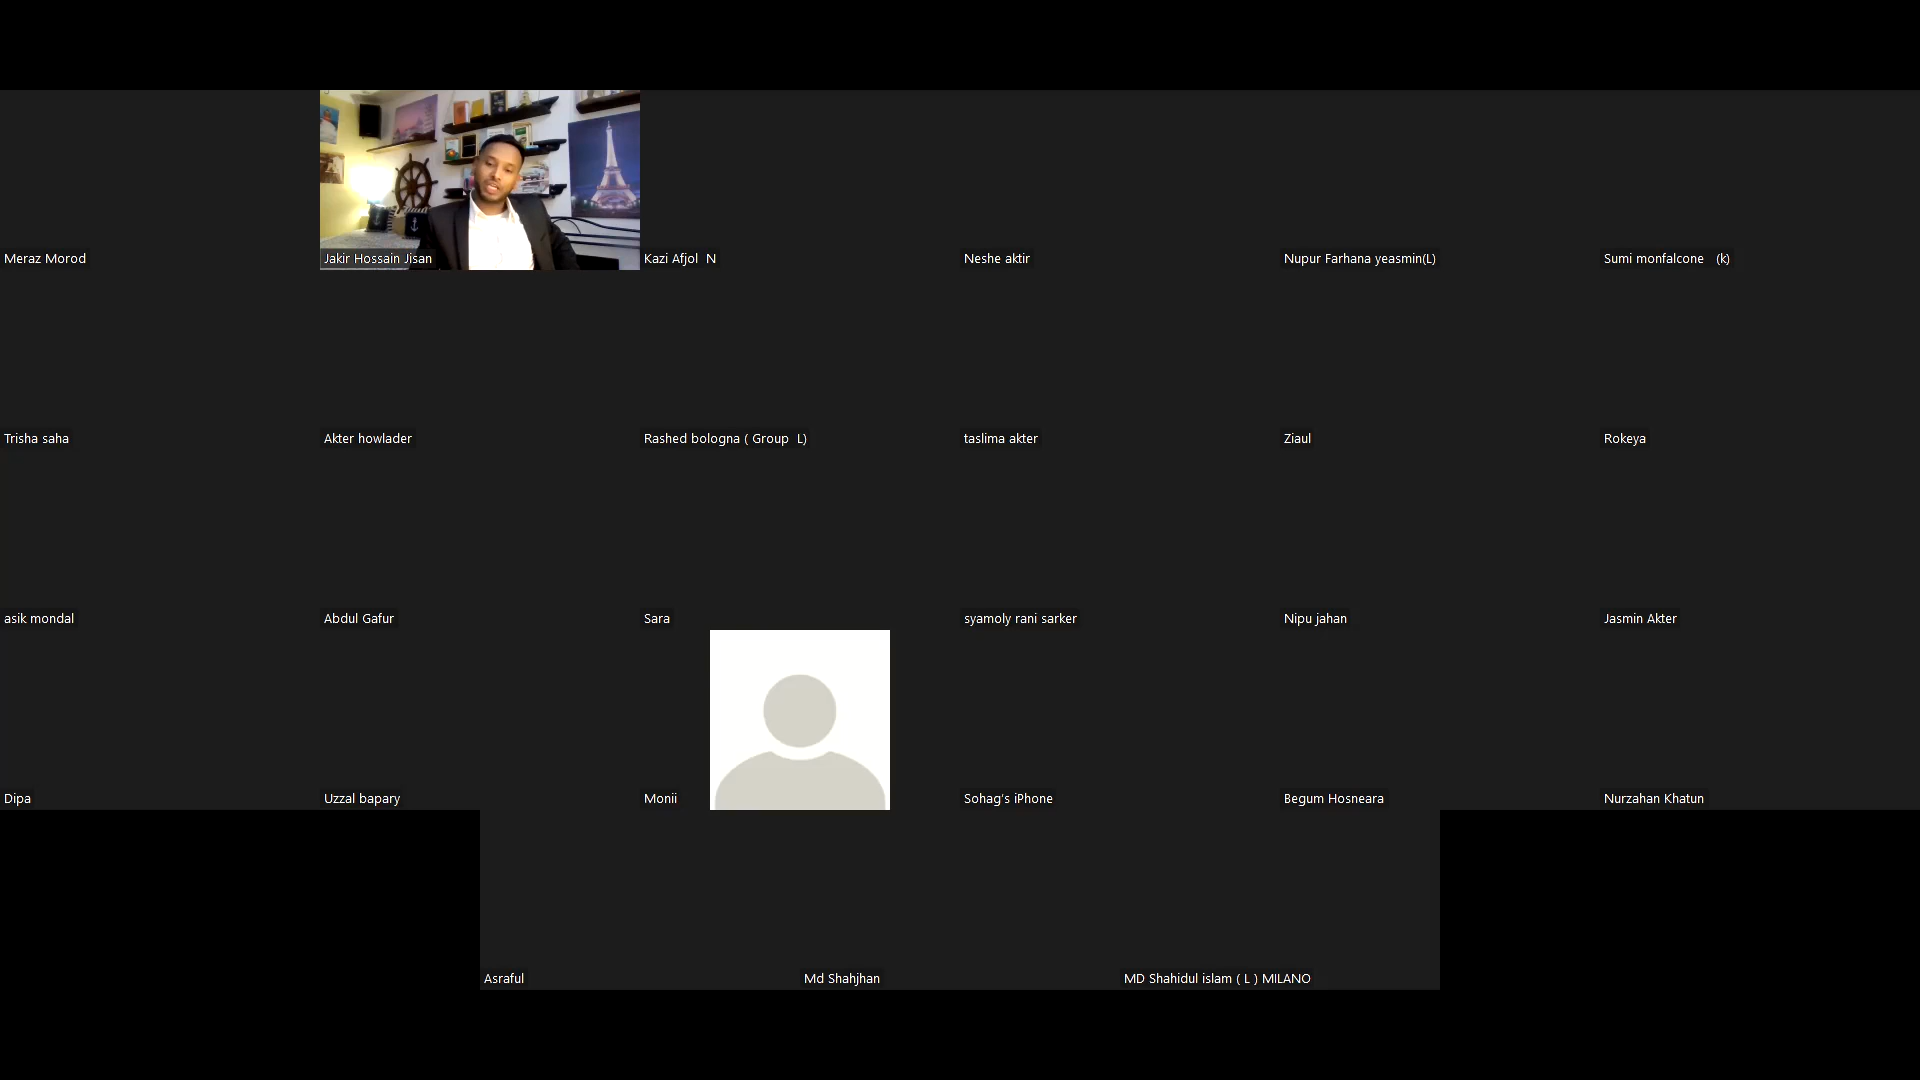 Meraz Morod
Jakir Hossain Jisan
Kazi Afjol  N
Neshe aktir
Nupur Farhana yeasmin(L)
Sumi monfalcone   (k)
Trisha saha
Akter howlader
Rashed bologna ( Group  L)
taslima akter
Ziaul
Rokeya
asik mondal
Abdul Gafur
Sara
syamoly rani sarker
Nipu jahan
Jasmin Akter
Dipa
Uzzal bapary
Monii
Sohag's iPhone
Begum Hosneara
Nurzahan Khatun
Asraful
Md Shahjhan
MD Shahidul islam ( L ) MILANO